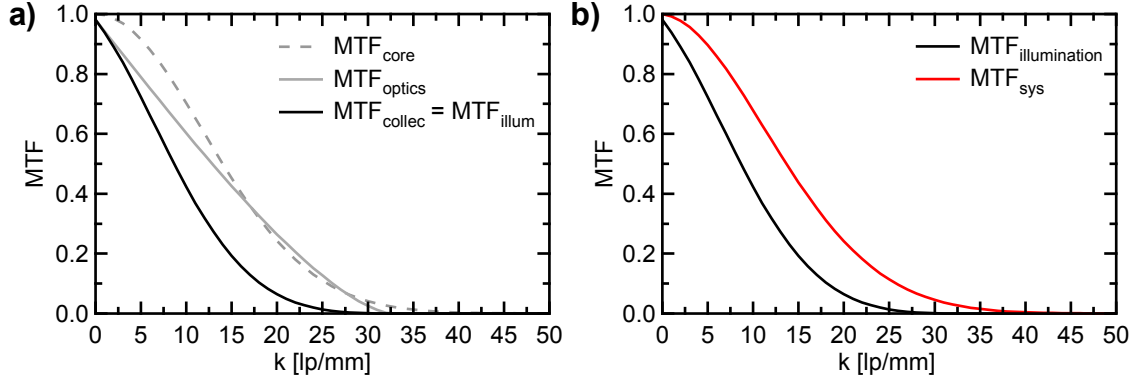 a)
1.0
0.8
0.6
0.4
0.2
0.0
MTF
MTFcore
MTFoptics
MTFcollec = MTFillum
0 5 10 15 20 25 30 35 40 45 50
k [lp/mm]
b)
1.0
0.8
0.6
0.4
0.2
0.0
MTF
MTFillumination
MTFsys
0 5 10 15 20 25 30 35 40 45 50
k [lp/mm]